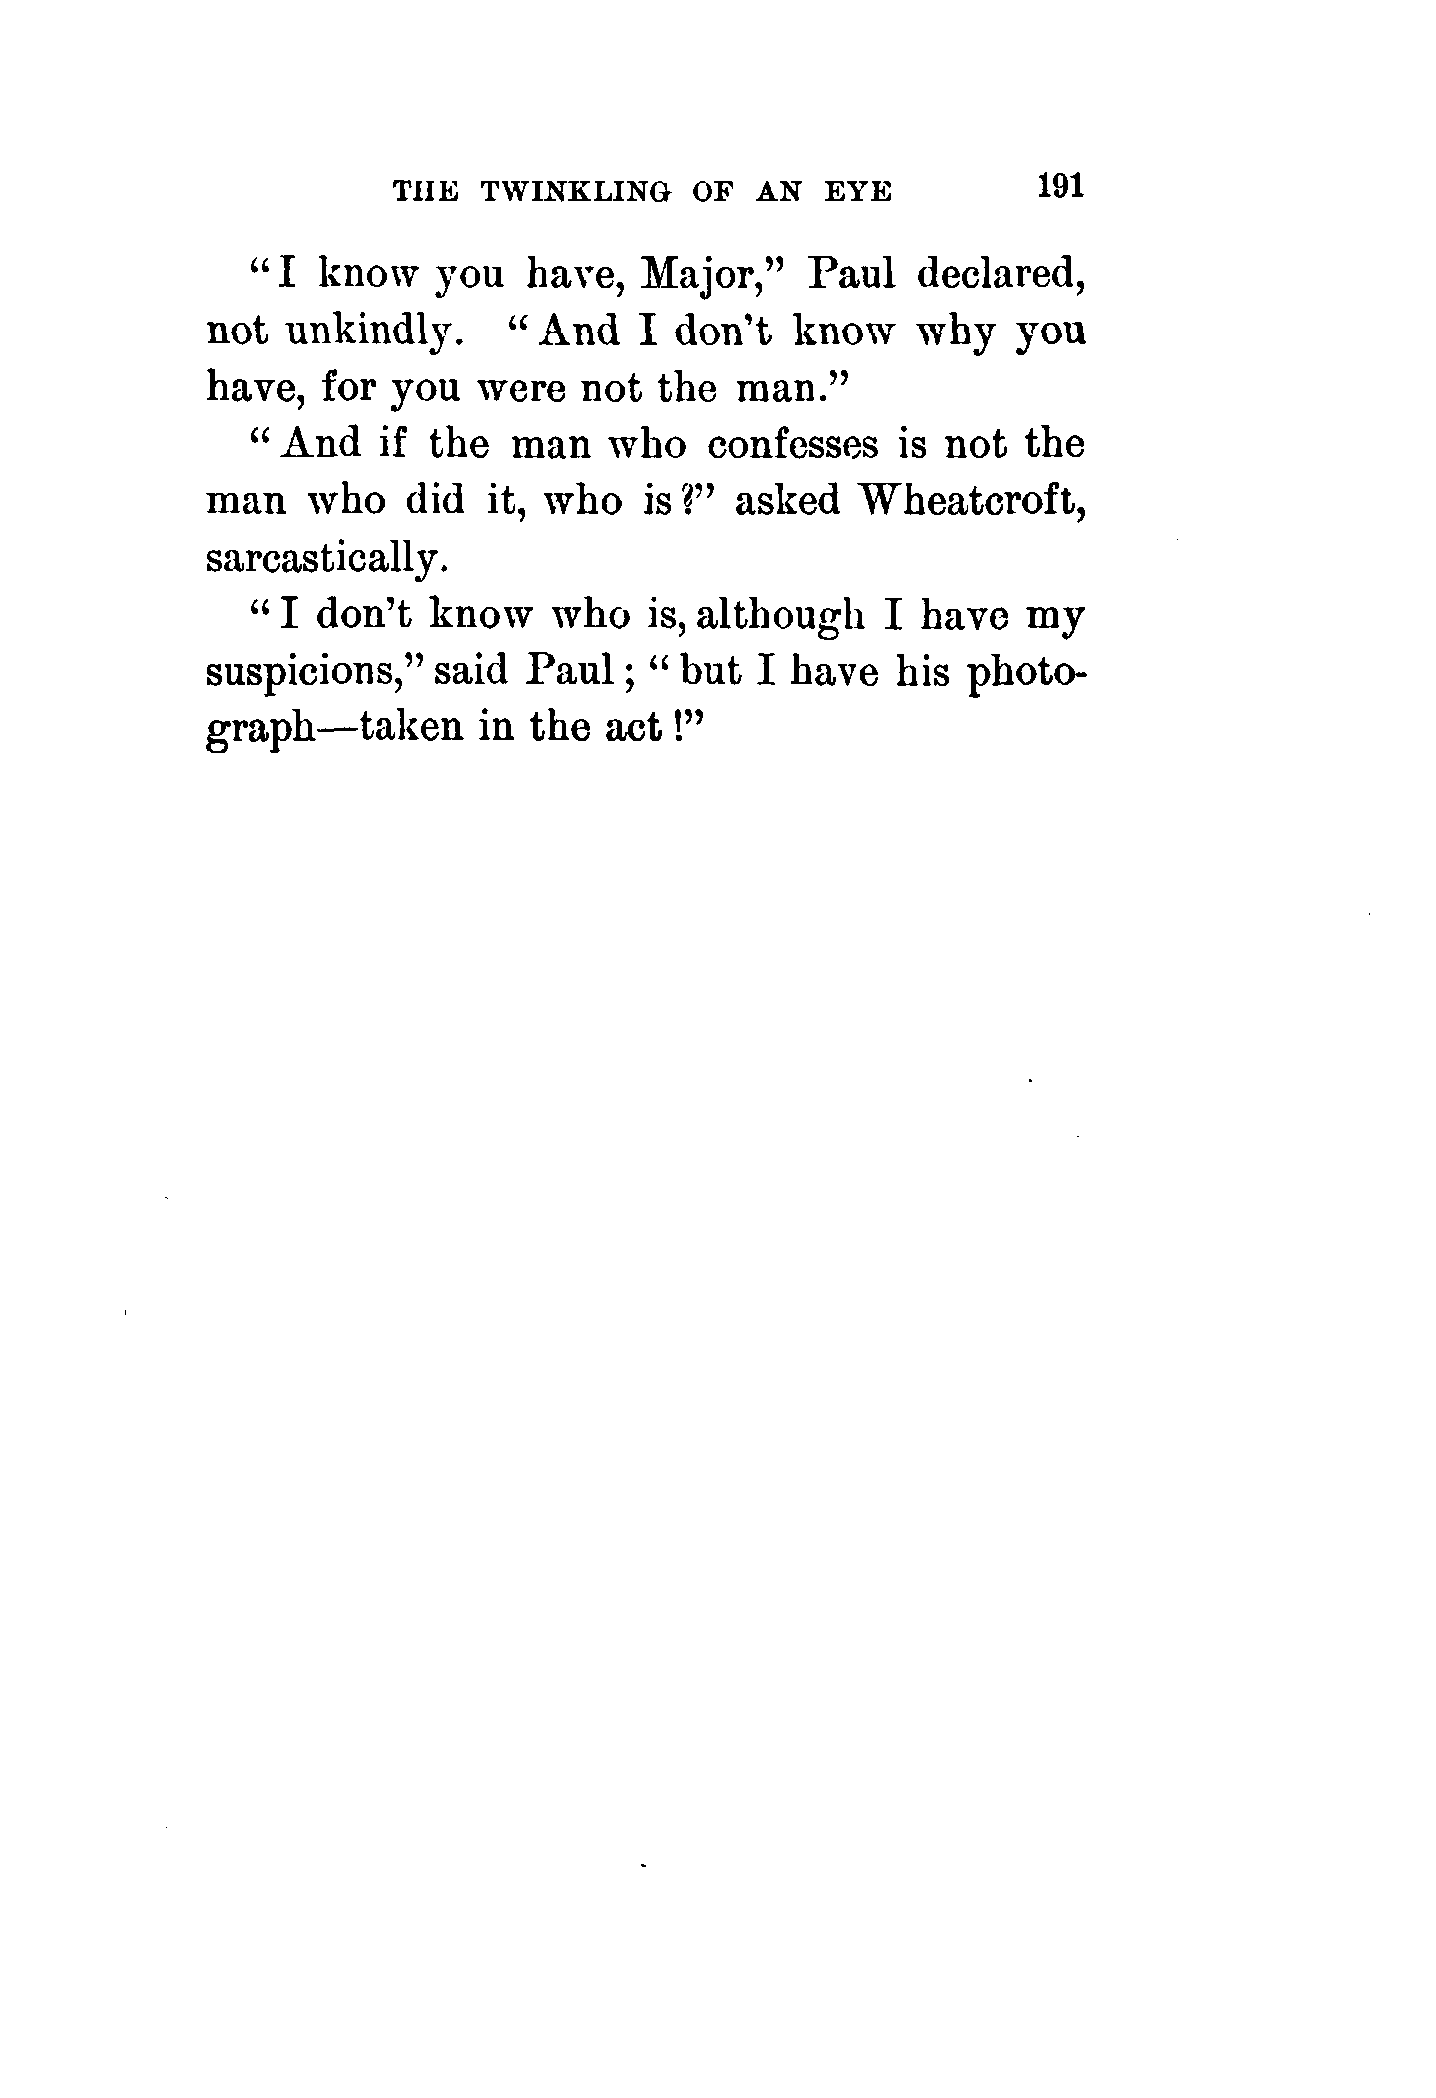 THE TWINKLING OF AN EYE 191
“I know you have, Major,” Paul declared,
not unkindly. “And I don’t know why you
have, for you were not the man.”
“And if the man who confesses is not the
man who did it, who is?” asked Wheatcroft,
sarcastically.
“I don’t know who is, although I have my
suspicions,” said Paul; “but I have his photo-
graph—taken in the act!”